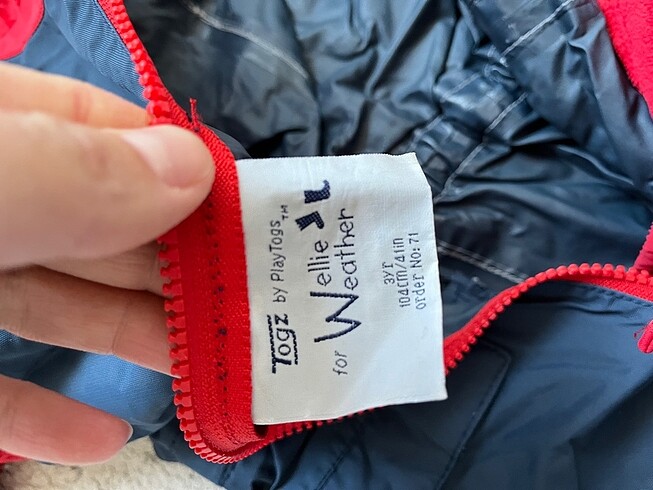 Togz by PlayTogs™
for Wellie Weather
3yr
104cm/41in
order No: 71